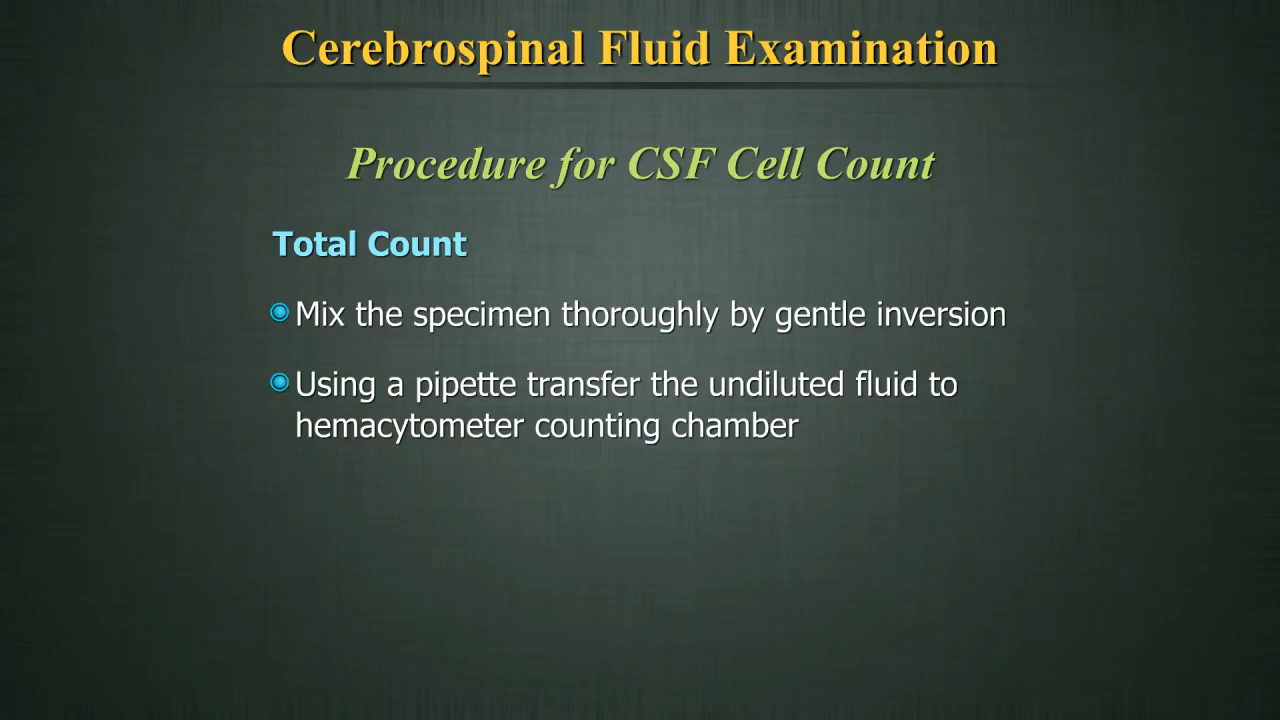 Cerebrospinal Fluid Examination
Procedure for CSF Cell Count
Total Count
Mix the specimen thoroughly by gentle inversion
Using a pipette transfer the undiluted fluid to
hemacytometer counting chamber